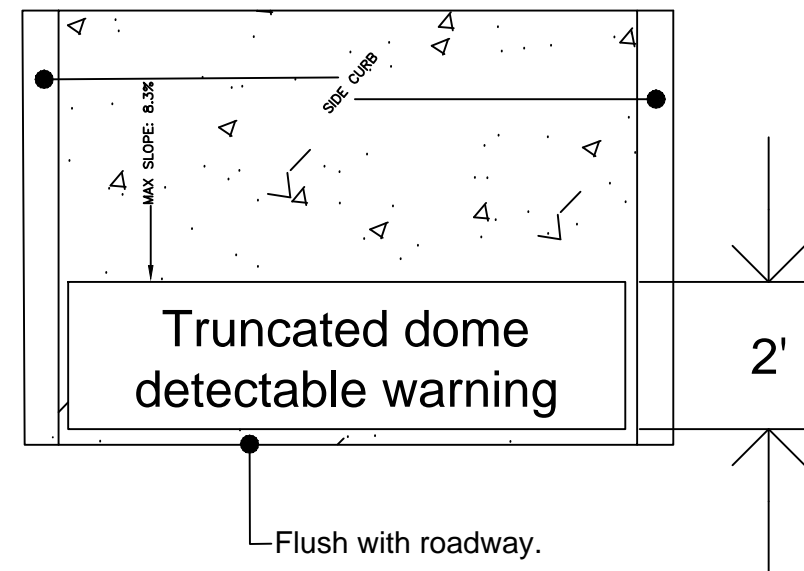 SIDE CURB
MAX SLOPE: 8.3%
Truncated dome
detectable warning
2'
Flush with roadway.